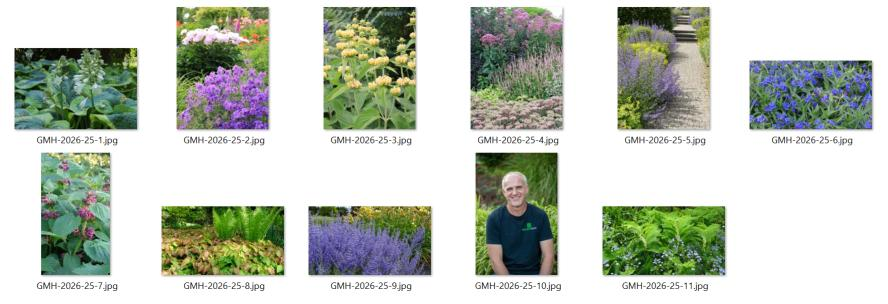 GMH-2026-25-1.jpg
GMH-2026-25-2.jpg
GMH-2026-25-3.jpg
GMH-2026-25-4.jpg
GMH-2026-25-5.jpg
GMH-2026-25-6.jpg
GMH-2026-25-7.jpg
GMH-2026-25-8.jpg
GMH-2026-25-9.jpg
GMH-2026-25-10.jpg
GMH-2026-25-11.jpg